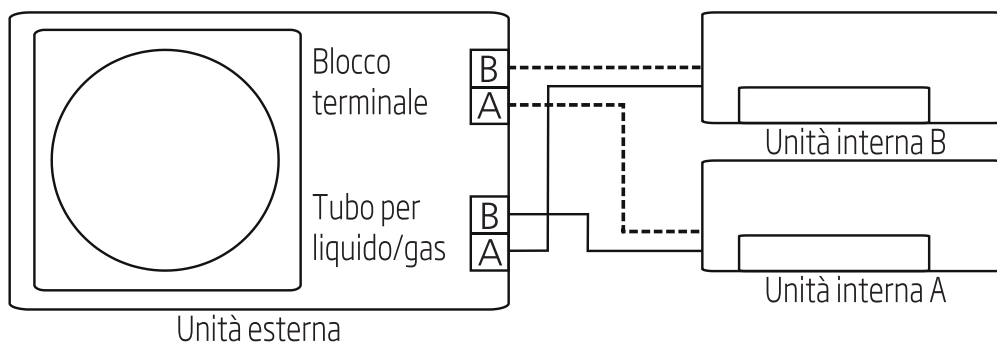 Blocco
terminale
B
A
Tubo per
liquido/gas
B
A
Unità esterna
Unità interna B
Unità interna A